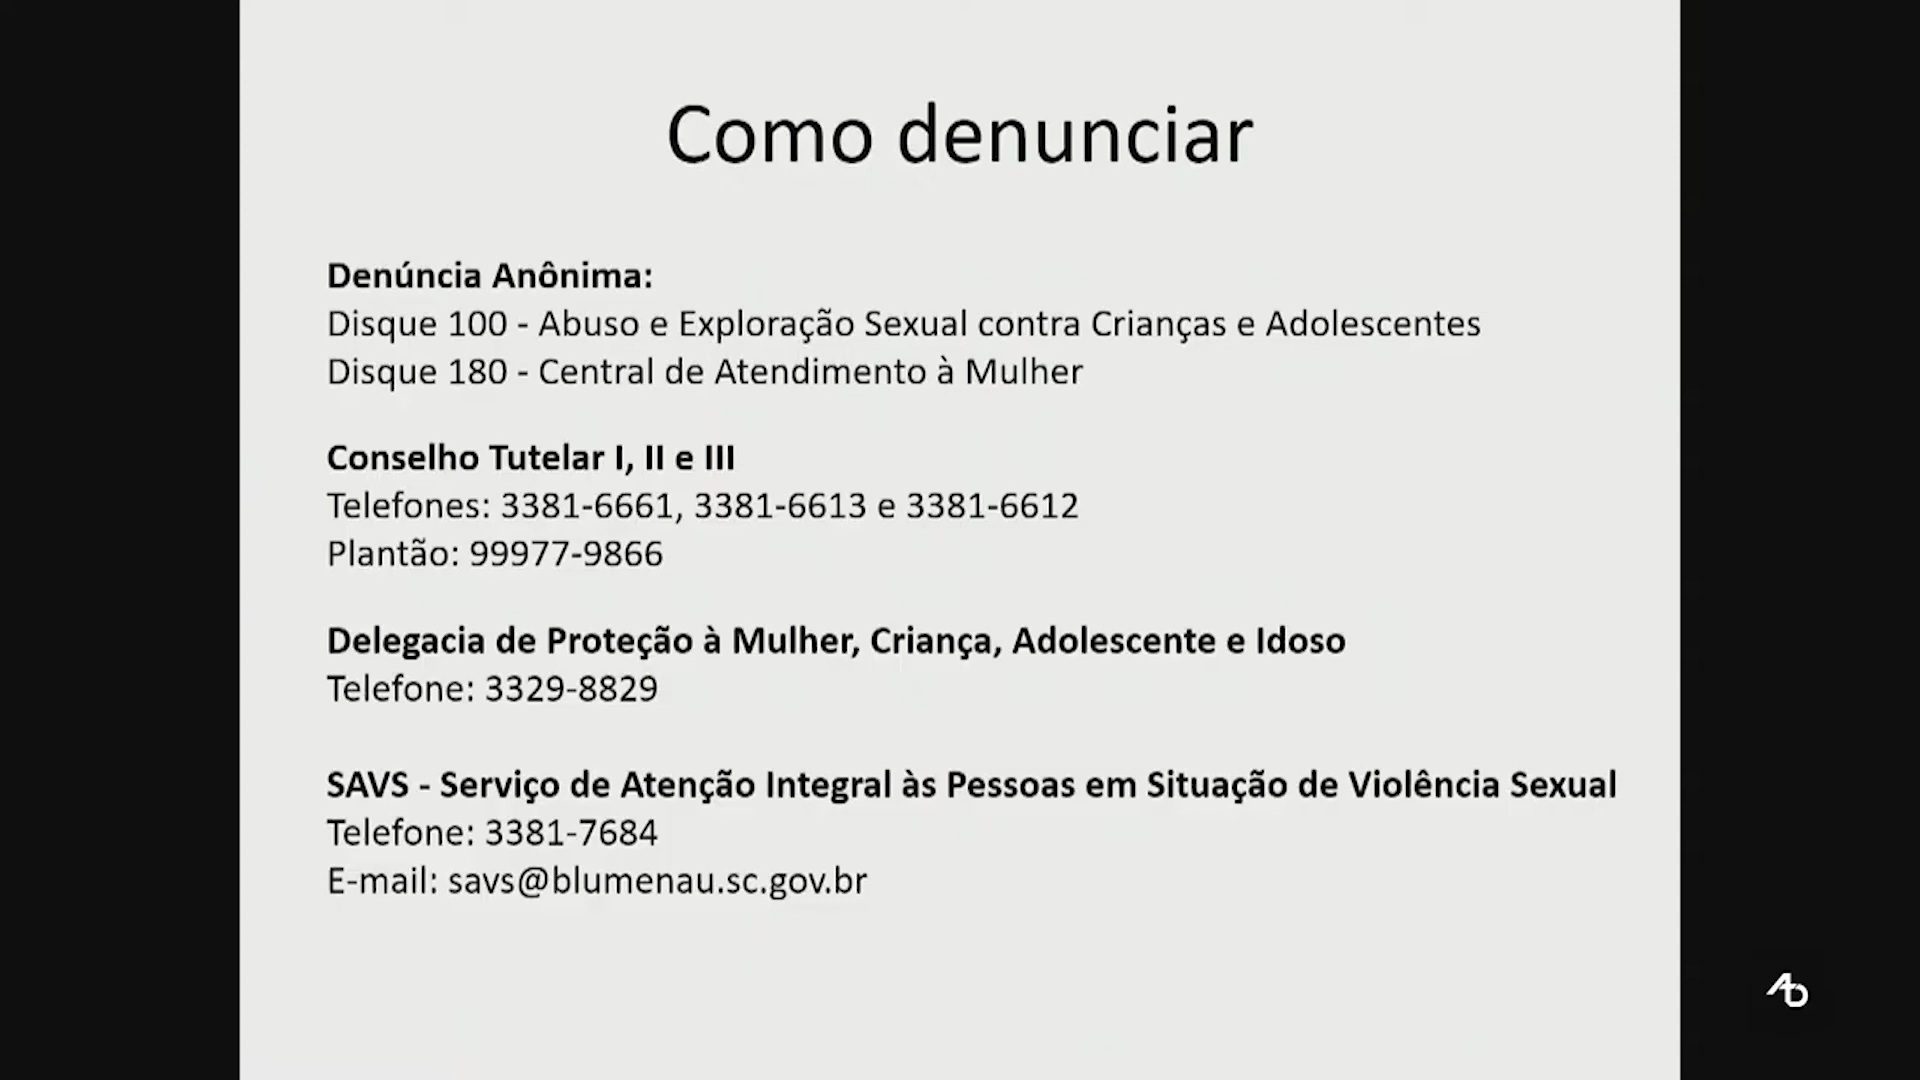 Como denunciar
Denúncia Anônima:
Disque 100 - Abuso e Exploração Sexual contra Crianças e Adolescentes
Disque 180 - Central de Atendimento à Mulher
Conselho Tutelar I, II e III
Telefones: 3381-6661, 3381-6613 e 3381-6612
Plantão: 99977-9866
Delegacia de Proteção à Mulher, Criança, Adolescente e Idoso
Telefone: 3329-8829
SAVS - Serviço de Atenção Integral às Pessoas em Situação de Violência Sexual
Telefone: 3381-7684
E-mail: savs@blumenau.sc.gov.br
AD